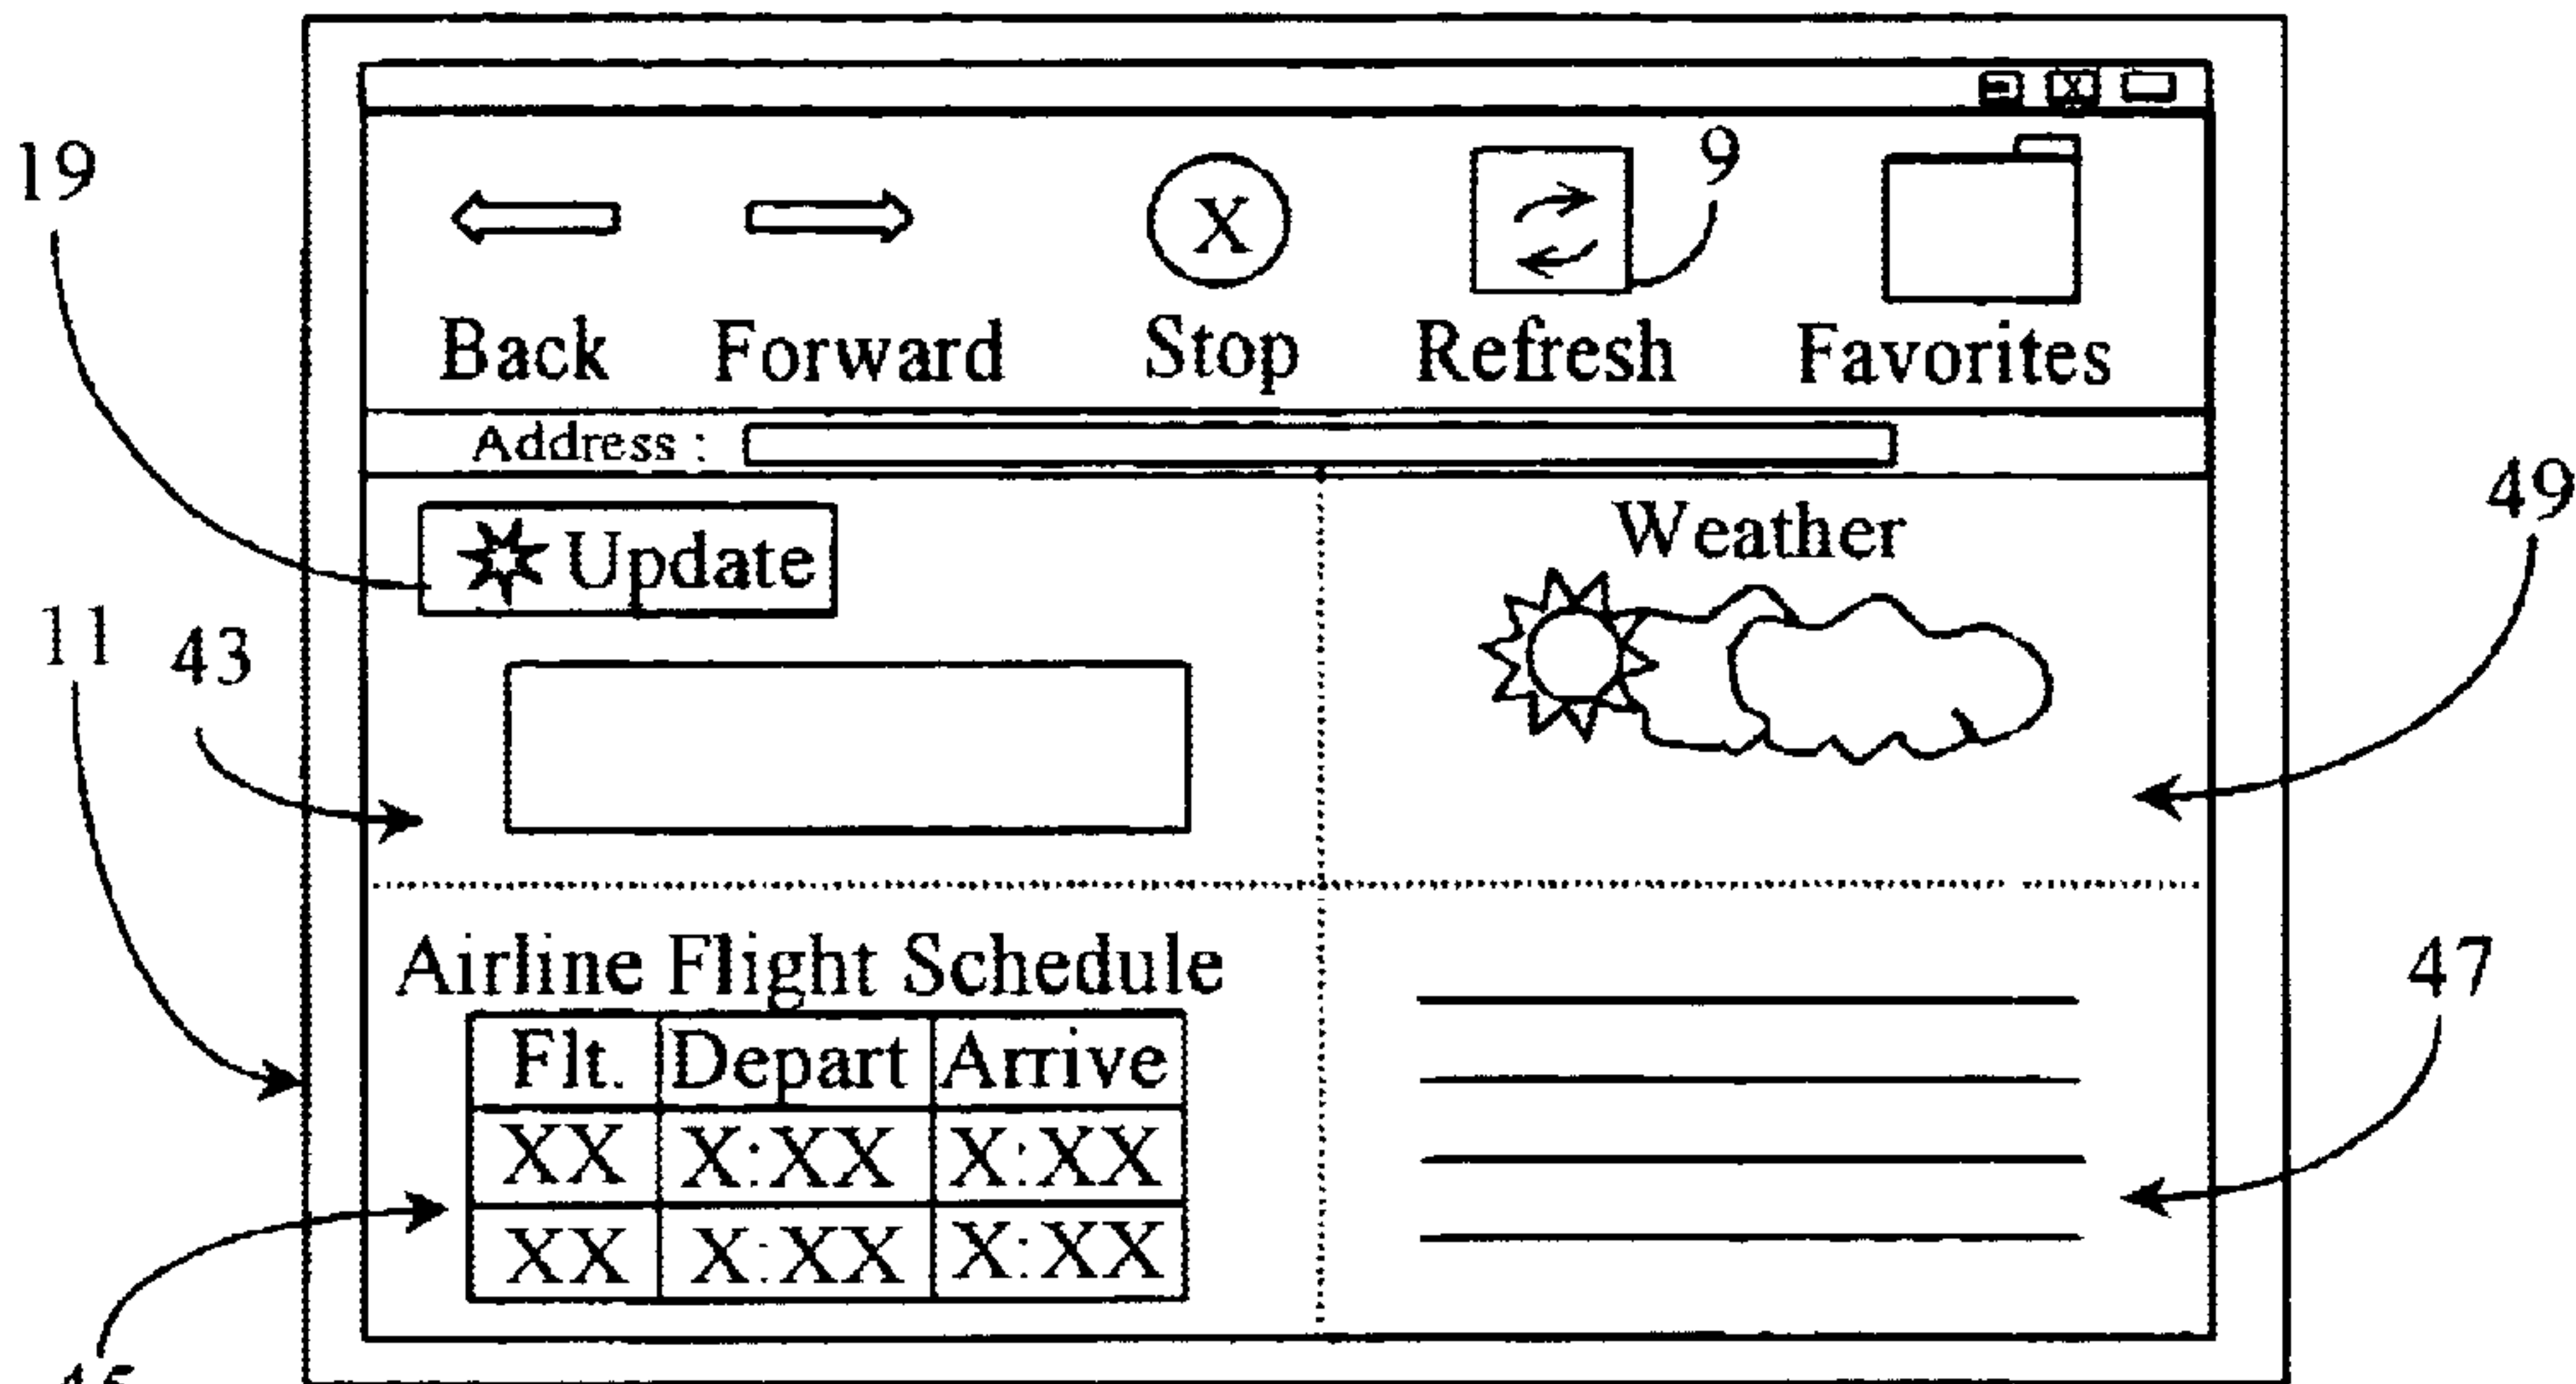 X
9
19
X
Back Forward Stop Refresh Favorites
Address :
49
Update
Weather
11 43
Airline Flight Schedule
47
Flt. Depart Arrive
XX X:XX X:XX
XX X:XX X:XX
45